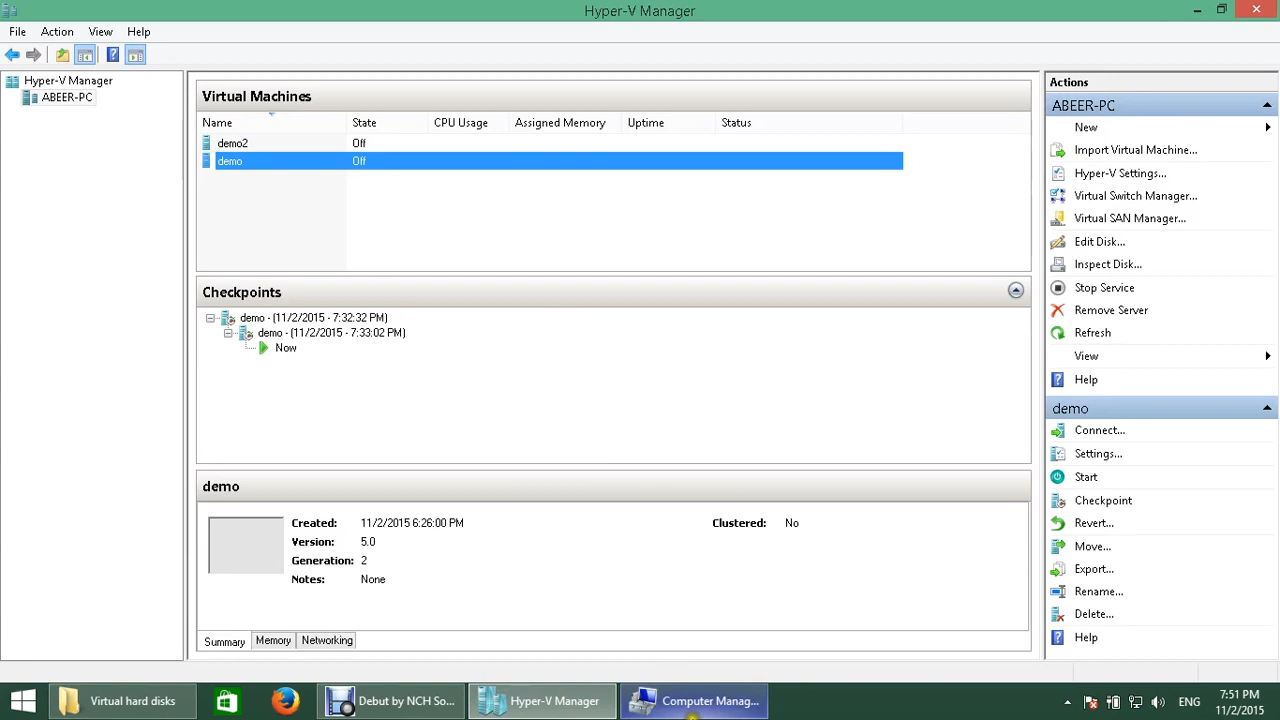 Hyper-V Manager
File Action View Help
Hyper-V Manager
ABEER-PC
Virtual Machines
Name State CPU Usage Assigned Memory Uptime Status
demo2 Off
demo Off
Checkpoints
demo - (11/2/2015 - 7:32:32 PM)
demo - (11/2/2015 - 7:33:02 PM)
Now
demo
Created: 11/2/2015 6:26:00 PM Clustered: No
Version: 5.0
Generation: 2
Notes: None
Summary Memory Networking
Actions
ABEER-PC
New
Import Virtual Machine...
Hyper-V Settings...
Virtual Switch Manager...
Virtual SAN Manager...
Edit Disk...
Inspect Disk...
Stop Service
Remove Server
Refresh
View
Help
demo
Connect...
Settings...
Start
Checkpoint
Revert...
Move...
Export...
Rename...
Delete...
Help
Virtual hard disks Debut by NCH So... Hyper-V Manager Computer Manag... ENG 7:51 PM
11/2/2015